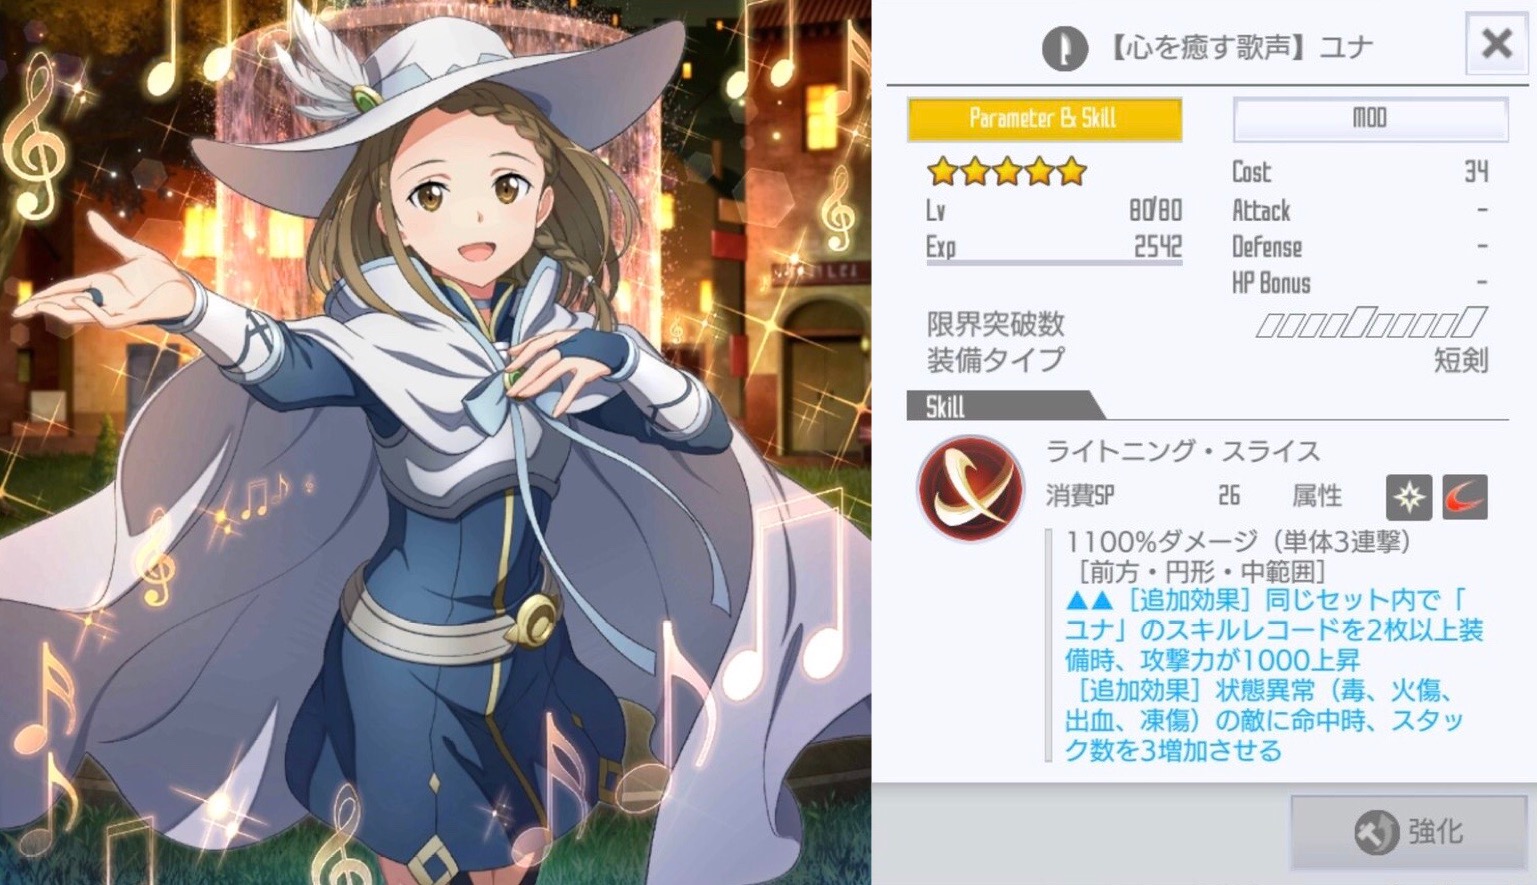 【心を癒す歌声】ユナ
Parameter & Skill
MOD
Lv 80/80
Exp 2542
Cost 34
Attack -
Defense -
HP Bonus -
限界突破数
装備タイプ 短剣
Skill
ライトニング・スライス
消費SP 26 属性
1100%ダメージ（単体3連撃）
［前方・円形・中範囲］
▲▲［追加効果］同じセット内で「
ユナ」のスキルレコードを2枚以上装
備時、攻撃力が1000上昇
［追加効果］状態異常（毒、火傷、
出血、凍傷）の敵に命中時、スタッ
ク数を3増加させる
強化